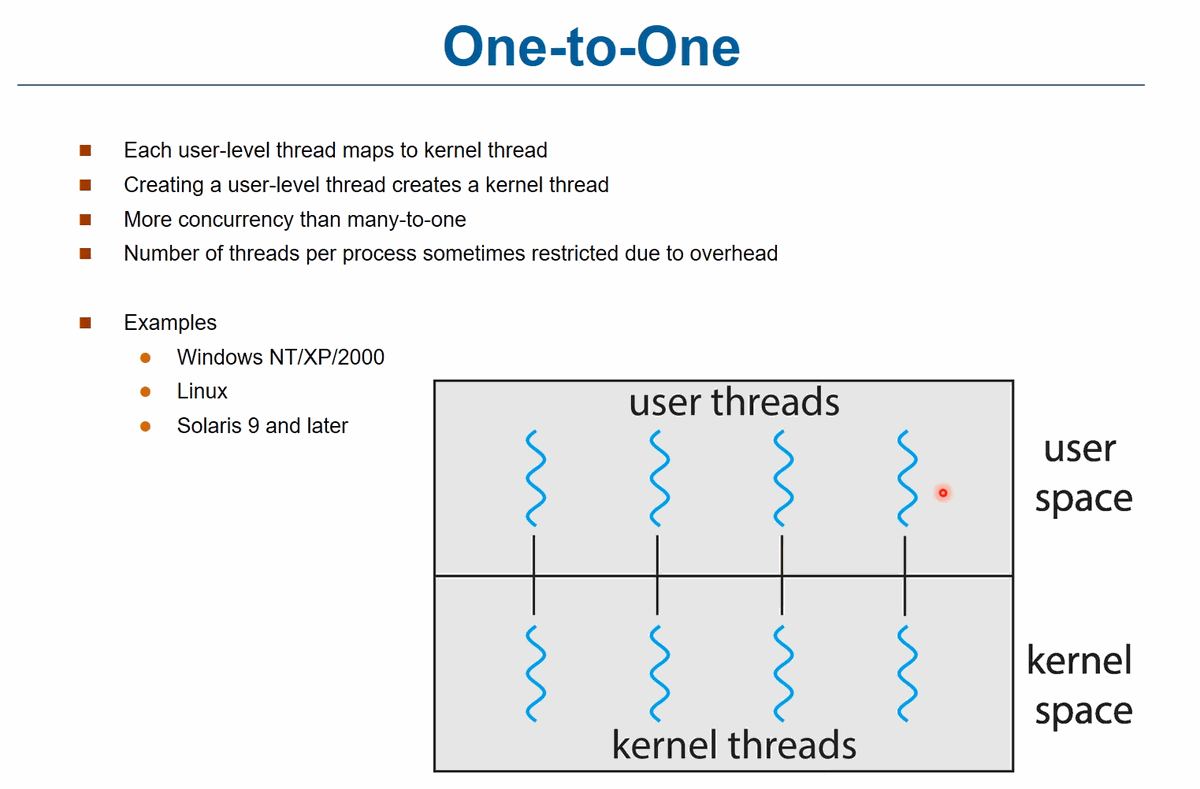 One-to-One
Each user-level thread maps to kernel thread
Creating a user-level thread creates a kernel thread
More concurrency than many-to-one
Number of threads per process sometimes restricted due to overhead
Examples
Windows NT/XP/2000
Linux
Solaris 9 and later
user threads
user
space
kernel
space
kernel threads